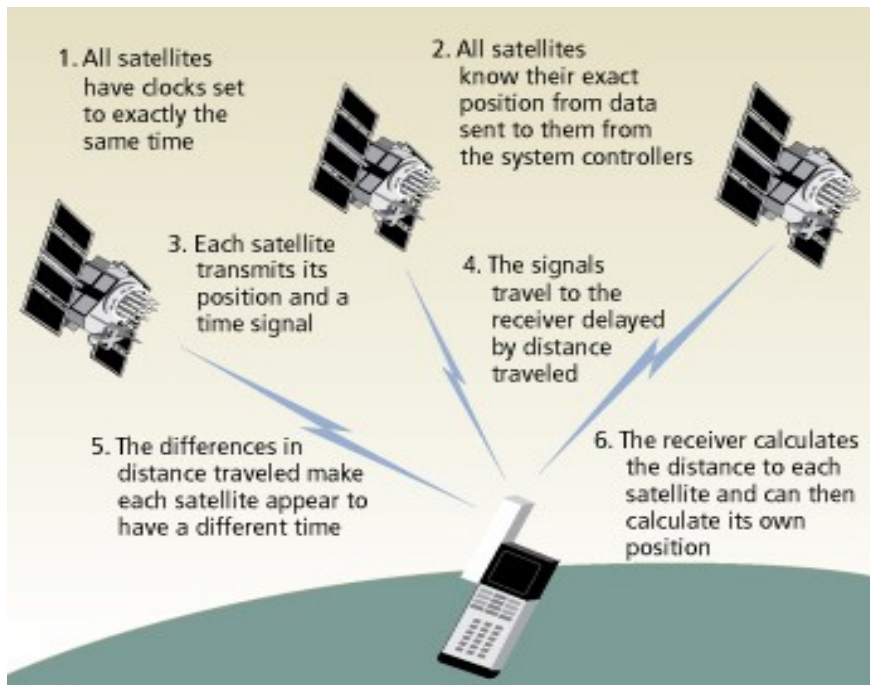 1. All satellites
have clocks set
to exactly the
same time
2. All satellites
know their exact
position from data
sent to them from
the system controllers
3. Each satellite
transmits its
position and a
time signal
4. The signals
travel to the
receiver delayed
by distance
traveled
5. The differences in
distance traveled make
each satellite appear to
have a different time
6. The receiver calculates
the distance to each
satellite and can then
calculate its own
position